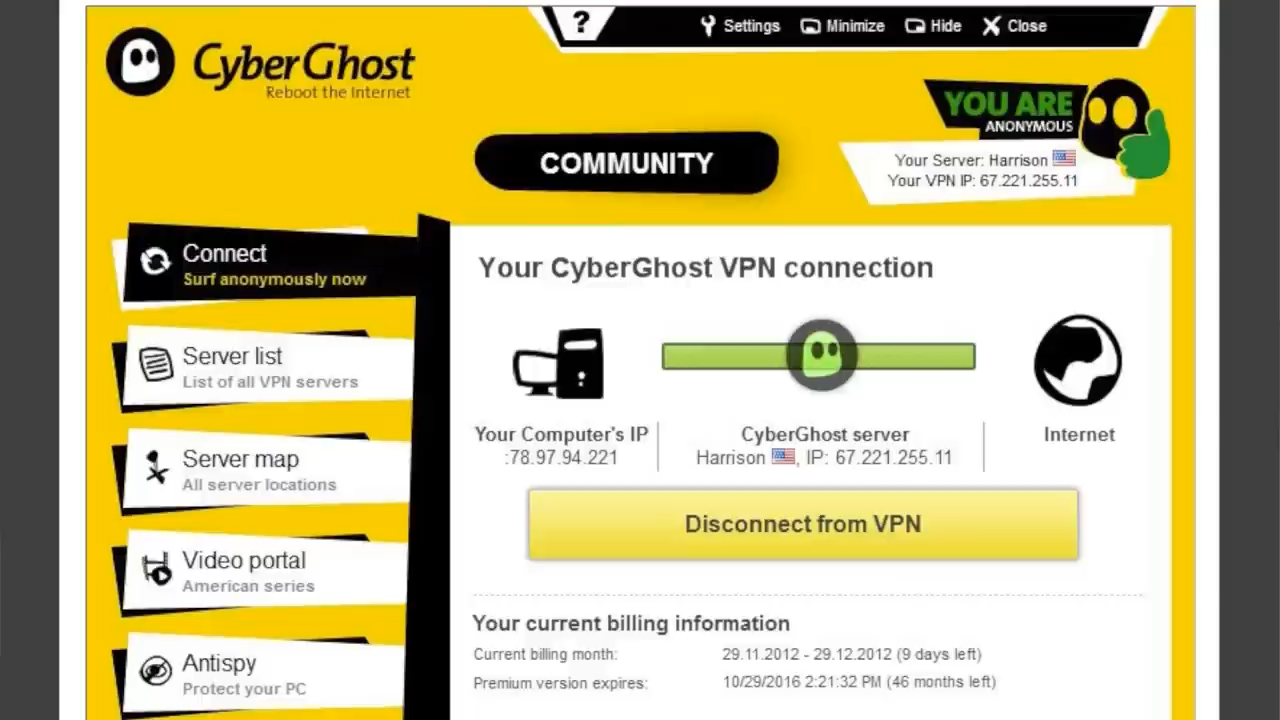 ? Settings Minimize Hide Close
CyberGhost
Reboot the Internet
YOU ARE
ANONYMOUS
Your Server: Harrison
Your VPN IP: 67.221.255.11
COMMUNITY
Connect
Surf anonymously now
Server list
List of all VPN servers
Server map
All server locations
Video portal
American series
Antispy
Protect your PC
Your CyberGhost VPN connection
Your Computer's IP
:78.97.94.221
CyberGhost server
Harrison , IP: 67.221.255.11
Internet
Disconnect from VPN
Your current billing information
Current billing month: 29.11.2012 - 29.12.2012 (9 days left)
Premium version expires: 10/29/2016 2:21:32 PM (46 months left)